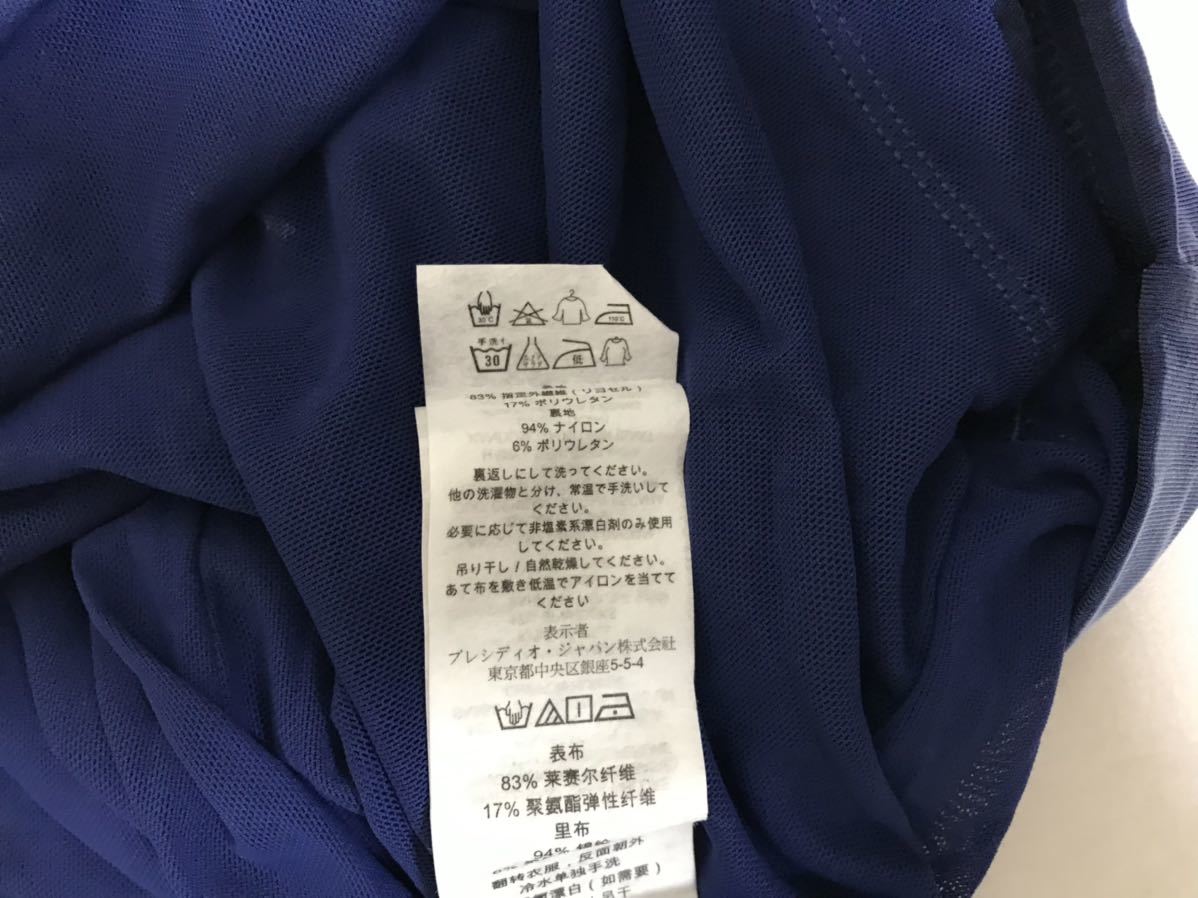 30℃
110℃
手洗イ
30
低
83% 指定外繊維（リヨセル）
17% ポリウレタン
裏地
94% ナイロン
6% ポリウレタン
裏返しにして洗ってください。
他の洗濯物と分け、常温で手洗いして
ください。
必要に応じて非塩素系漂白剤のみ使用
してください。
吊り干し / 自然乾燥してください。
あて布を敷き低温でアイロンを当てて
ください
表示者
プレシディオ・ジャパン株式会社
東京都中央区銀座5-5-4
表布
83% 莱赛尔纤维
17% 聚氨酯弹性纤维
里布
94% 锦纶
翻转衣服，反面朝外
冷水单独手洗
漂白（如需要）